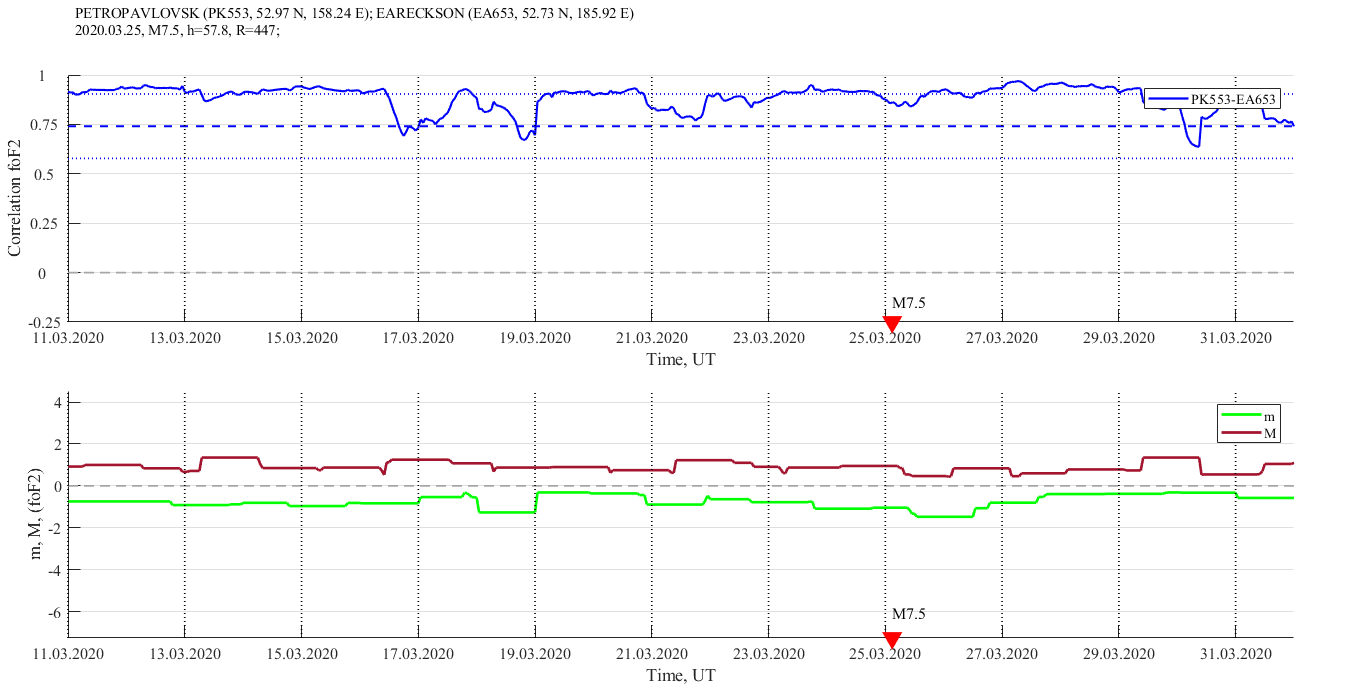 PETROPAVLOVSK (PK553, 52.97 N, 158.24 E); EARECKSON (EA653, 52.73 N, 185.92 E)
2020.03.25, M7.5, h=57.8, R=447;
1
0.75
0.5
0.25
0
-0.25
Correlation foF2
PK553-EA653
M7.5
11.03.2020 13.03.2020 15.03.2020 17.03.2020 19.03.2020 21.03.2020 23.03.2020 25.03.2020 27.03.2020 29.03.2020 31.03.2020
Time, UT
4
2
0
-2
-4
-6
m, M, (foF2)
m
M
M7.5
11.03.2020 13.03.2020 15.03.2020 17.03.2020 19.03.2020 21.03.2020 23.03.2020 25.03.2020 27.03.2020 29.03.2020 31.03.2020
Time, UT